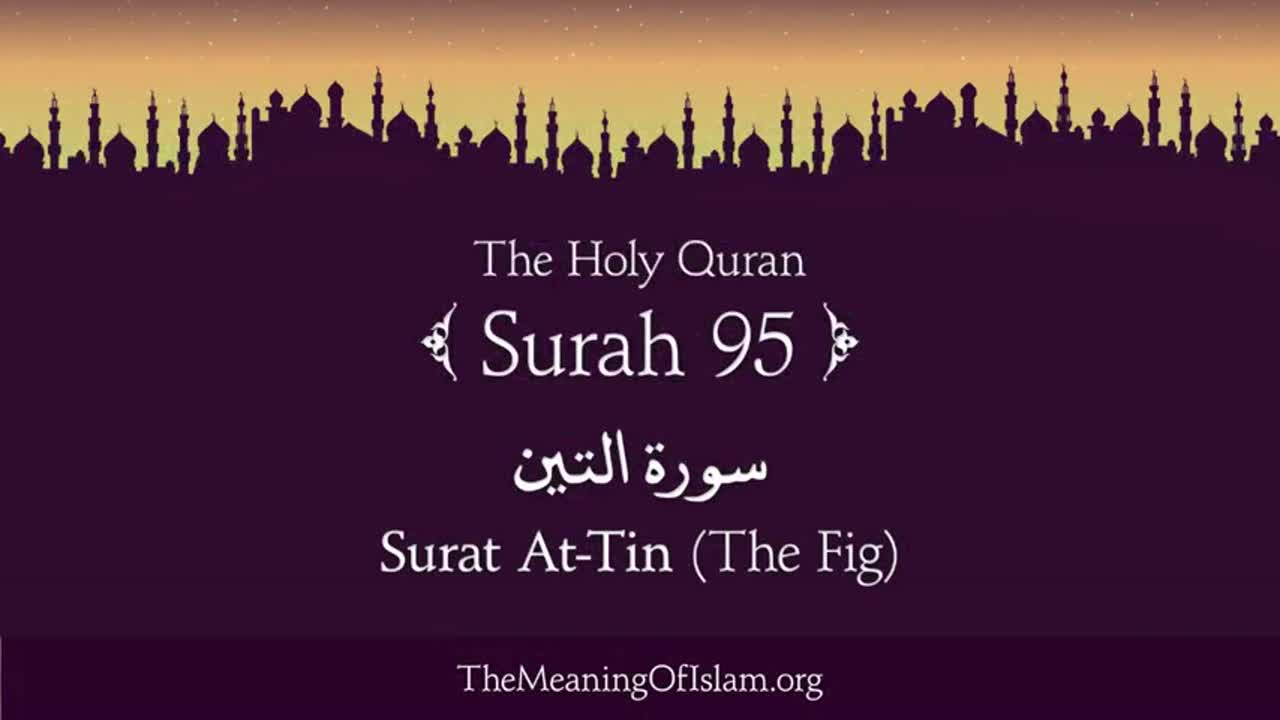 The Holy Quran
Surah 95
سورة التين
Surat At-Tin (The Fig)
TheMeaningOfIslam.org